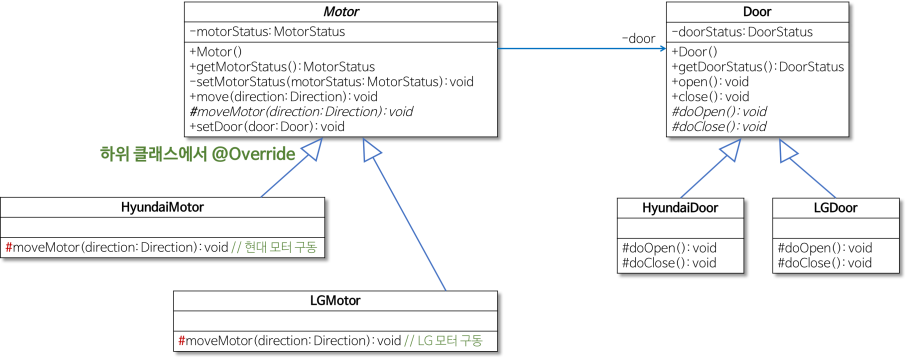 Motor
-motorStatus: MotorStatus
+Motor()
+getMotorStatus(): MotorStatus
-setMotorStatus(motorStatus: MotorStatus): void
+move(direction: Direction): void
#moveMotor(direction: Direction): void
+setDoor(door: Door): void
-door
Door
-doorStatus: DoorStatus
+Door()
+getDoorStatus(): DoorStatus
+open(): void
+close(): void
#doOpen(): void
#doClose(): void
하위 클래스에서 @Override
HyundaiMotor
#moveMotor(direction: Direction): void // 현대 모터 구동
LGMotor
#moveMotor(direction: Direction): void // LG 모터 구동
HyundaiDoor
#doOpen(): void
#doClose(): void
LGDoor
#doOpen(): void
#doClose(): void